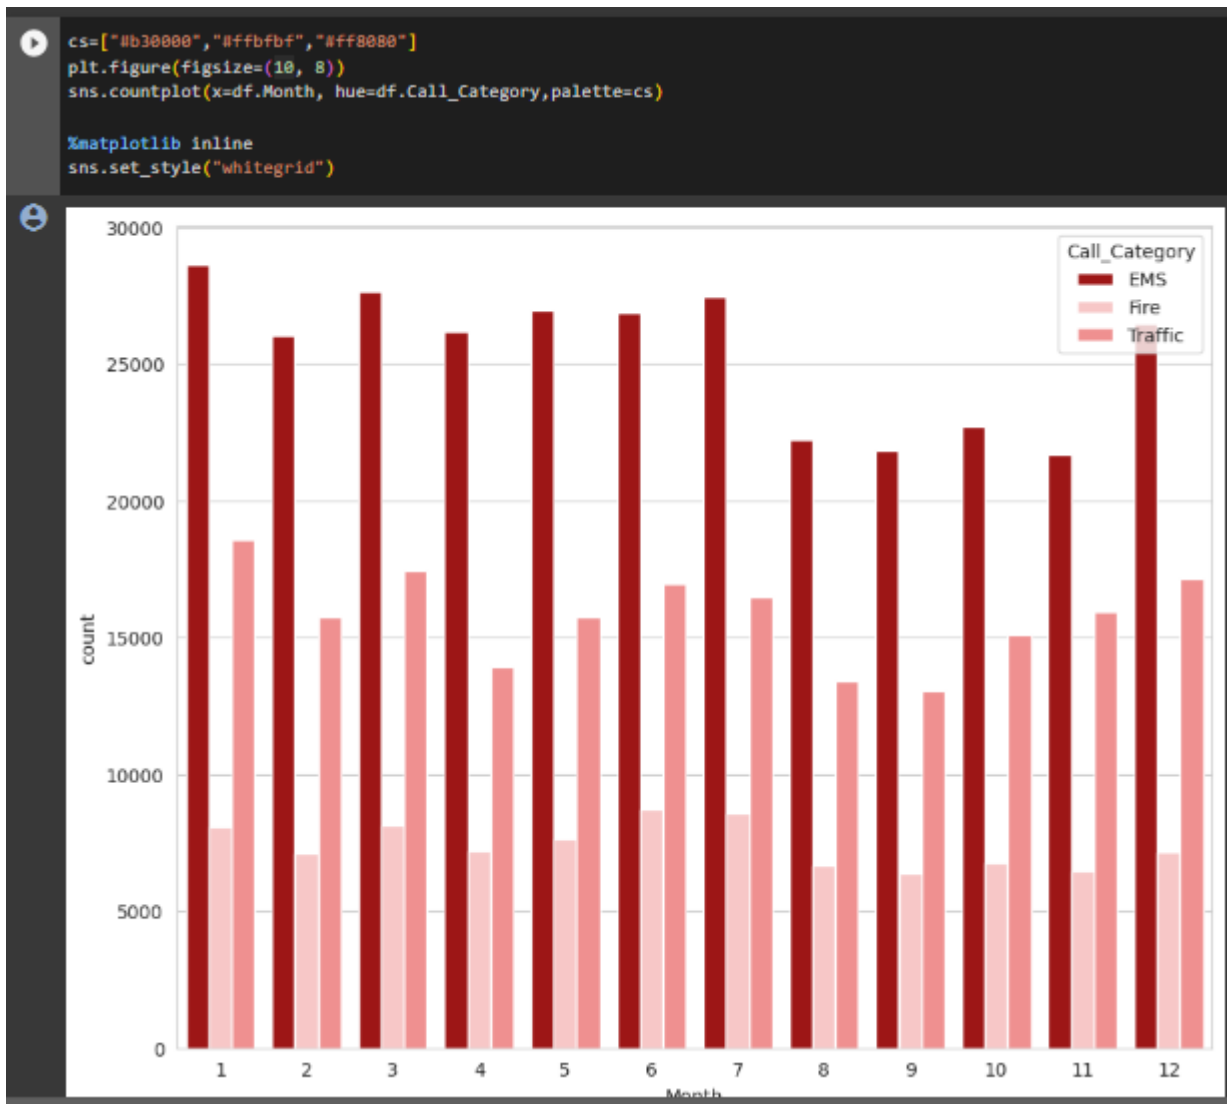 cs=["#b30000","#ffbfbf","#ff8080"]
plt.figure(figsize=(10, 8))
sns.countplot(x=df.Month, hue=df.Call_Category,palette=cs)
%matplotlib inline
sns.set_style("whitegrid")
Call_Category
EMS
Fire
Traffic
30000
25000
20000
15000
10000
5000
0
count
1 2 3 4 5 6 7 8 9 10 11 12
Month